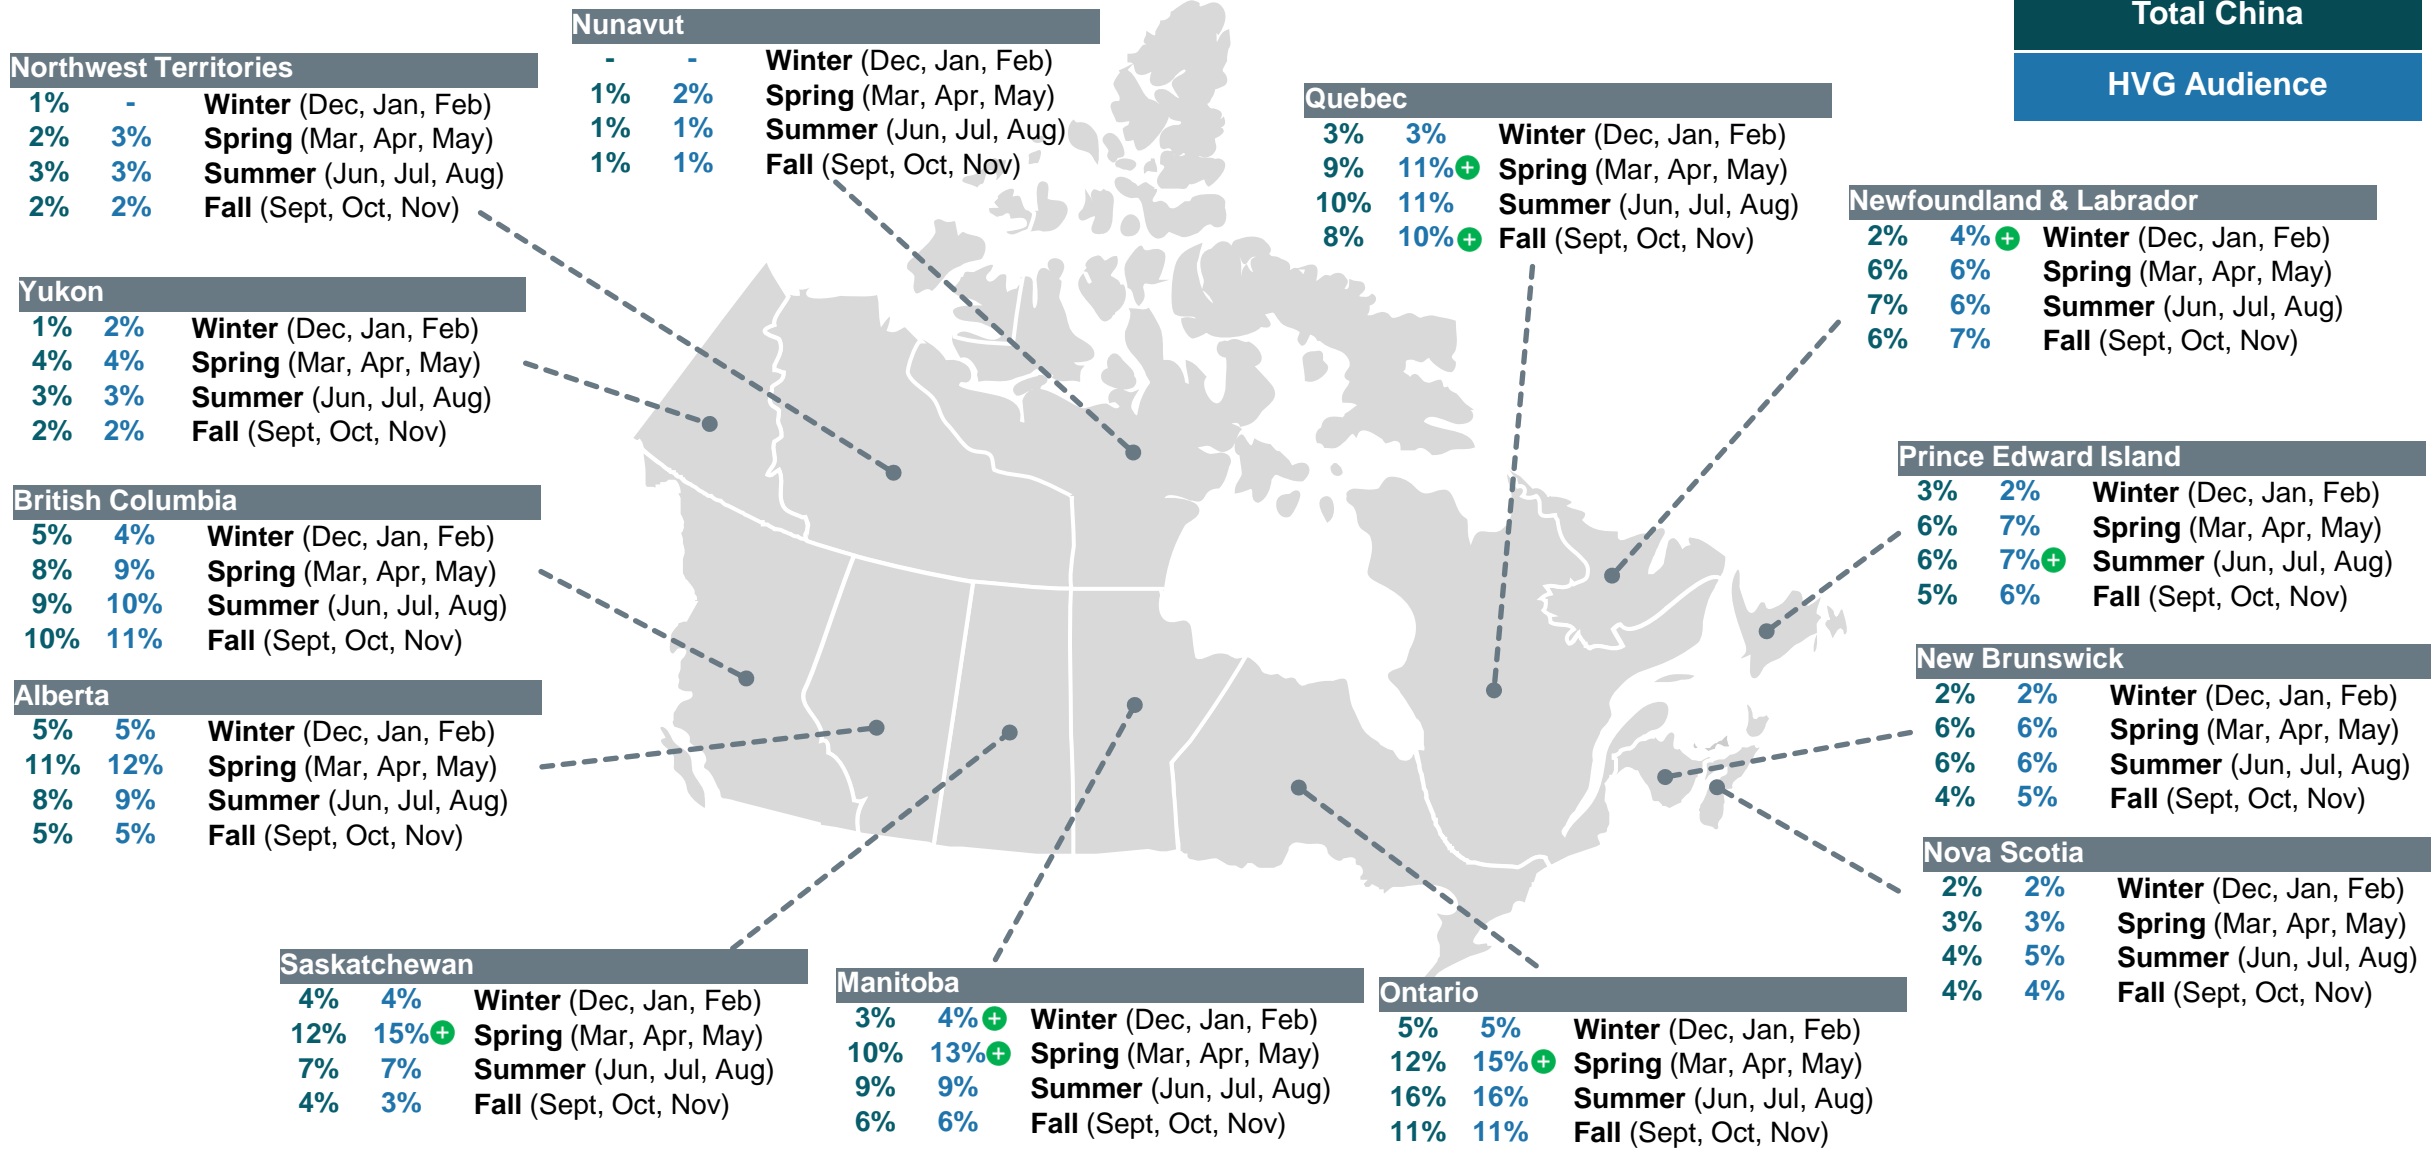 Total China
HVG Audience
Nunavut
- - Winter (Dec, Jan, Feb)
1% 2% Spring (Mar, Apr, May)
1% 1% Summer (Jun, Jul, Aug)
1% 1% Fall (Sept, Oct, Nov)
Northwest Territories
1% - Winter (Dec, Jan, Feb)
2% 3% Spring (Mar, Apr, May)
3% 3% Summer (Jun, Jul, Aug)
2% 2% Fall (Sept, Oct, Nov)
Quebec
3% 3% Winter (Dec, Jan, Feb)
9% 11% + Spring (Mar, Apr, May)
10% 11% Summer (Jun, Jul, Aug)
8% 10% + Fall (Sept, Oct, Nov)
Newfoundland & Labrador
2% 4% + Winter (Dec, Jan, Feb)
6% 6% Spring (Mar, Apr, May)
7% 6% Summer (Jun, Jul, Aug)
6% 7% Fall (Sept, Oct, Nov)
Yukon
1% 2% Winter (Dec, Jan, Feb)
4% 4% Spring (Mar, Apr, May)
3% 3% Summer (Jun, Jul, Aug)
2% 2% Fall (Sept, Oct, Nov)
Prince Edward Island
3% 2% Winter (Dec, Jan, Feb)
6% 7% Spring (Mar, Apr, May)
6% 7% + Summer (Jun, Jul, Aug)
5% 6% Fall (Sept, Oct, Nov)
British Columbia
5% 4% Winter (Dec, Jan, Feb)
8% 9% Spring (Mar, Apr, May)
9% 10% Summer (Jun, Jul, Aug)
10% 11% Fall (Sept, Oct, Nov)
New Brunswick
2% 2% Winter (Dec, Jan, Feb)
6% 6% Spring (Mar, Apr, May)
6% 6% Summer (Jun, Jul, Aug)
4% 5% Fall (Sept, Oct, Nov)
Alberta
5% 5% Winter (Dec, Jan, Feb)
11% 12% Spring (Mar, Apr, May)
8% 9% Summer (Jun, Jul, Aug)
5% 5% Fall (Sept, Oct, Nov)
Nova Scotia
2% 2% Winter (Dec, Jan, Feb)
3% 3% Spring (Mar, Apr, May)
4% 5% Summer (Jun, Jul, Aug)
4% 4% Fall (Sept, Oct, Nov)
Saskatchewan
4% 4% Winter (Dec, Jan, Feb)
12% 15% + Spring (Mar, Apr, May)
7% 7% Summer (Jun, Jul, Aug)
4% 3% Fall (Sept, Oct, Nov)
Manitoba
3% 4% + Winter (Dec, Jan, Feb)
10% 13% + Spring (Mar, Apr, May)
9% 9% Summer (Jun, Jul, Aug)
6% 6% Fall (Sept, Oct, Nov)
Ontario
5% 5% Winter (Dec, Jan, Feb)
12% 15% + Spring (Mar, Apr, May)
16% 16% Summer (Jun, Jul, Aug)
11% 11% Fall (Sept, Oct, Nov)